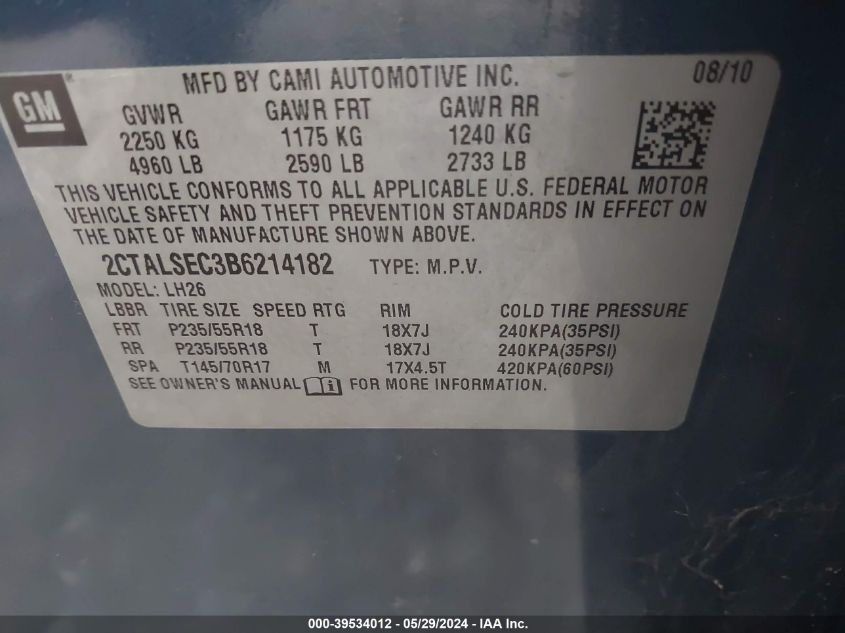 GM ®
MFD BY CAMI AUTOMOTIVE INC. 08/10
GVWR GAWR FRT GAWR RR
2250 KG 1175 KG 1240 KG
4960 LB 2590 LB 2733 LB
THIS VEHICLE CONFORMS TO ALL APPLICABLE U.S. FEDERAL MOTOR
VEHICLE SAFETY AND THEFT PREVENTION STANDARDS IN EFFECT ON
THE DATE OF MANUFACTURE SHOWN ABOVE.
2CTALSEC3B6214182 TYPE: M.P.V.
MODEL: LH26
LBBR TIRE SIZE SPEED RTG RIM COLD TIRE PRESSURE
FRT P235/55R18 T 18X7J 240KPA(35PSI)
RR P235/55R18 T 18X7J 240KPA(35PSI)
SPA T145/70R17 M 17X4.5T 420KPA(60PSI)
SEE OWNER'S MANUAL i FOR MORE INFORMATION.
000-39534012 - 05/29/2024 - IAA Inc.